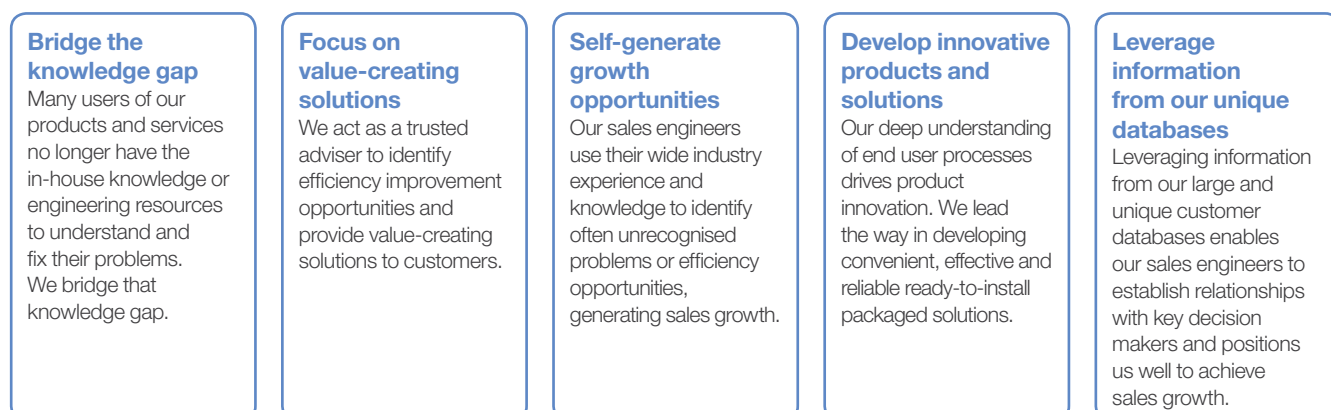 Bridge the
knowledge gap
Many users of our
products and services
no longer have the
in-house knowledge or
engineering resources
to understand and
fix their problems.
We bridge that
knowledge gap.
Focus on
value-creating
solutions
We act as a trusted
adviser to identify
efficiency improvement
opportunities and
provide value-creating
solutions to customers.
Self-generate
growth
opportunities
Our sales engineers
use their wide industry
experience and
knowledge to identify
often unrecognised
problems or efficiency
opportunities,
generating sales growth.
Develop innovative
products and
solutions
Our deep understanding
of end user processes
drives product
innovation. We lead
the way in developing
convenient, effective and
reliable ready-to-install
packaged solutions.
Leverage
information
from our unique
databases
Leveraging information
from our large and
unique customer
databases enables
our sales engineers to
establish relationships
with key decision
makers and positions
us well to achieve
sales growth.